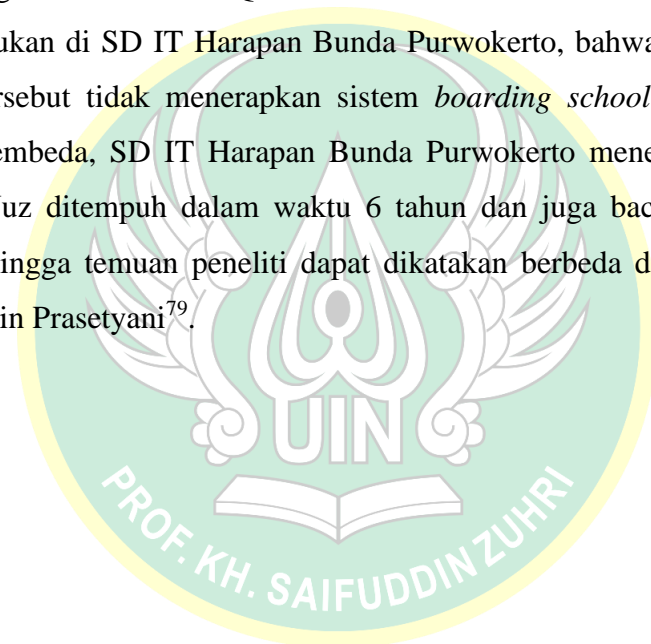 ukan di SD IT Harapan Bunda Purwokerto, bahwa
rsebut tidak menerapkan sistem boarding school
embeda, SD IT Harapan Bunda Purwokerto mene
uz ditempuh dalam waktu 6 tahun dan juga bac
ingga temuan peneliti dapat dikatakan berbeda d
in Prasetyani79.
UIN
PROF. KH. SAIFUDDIN ZUHRI